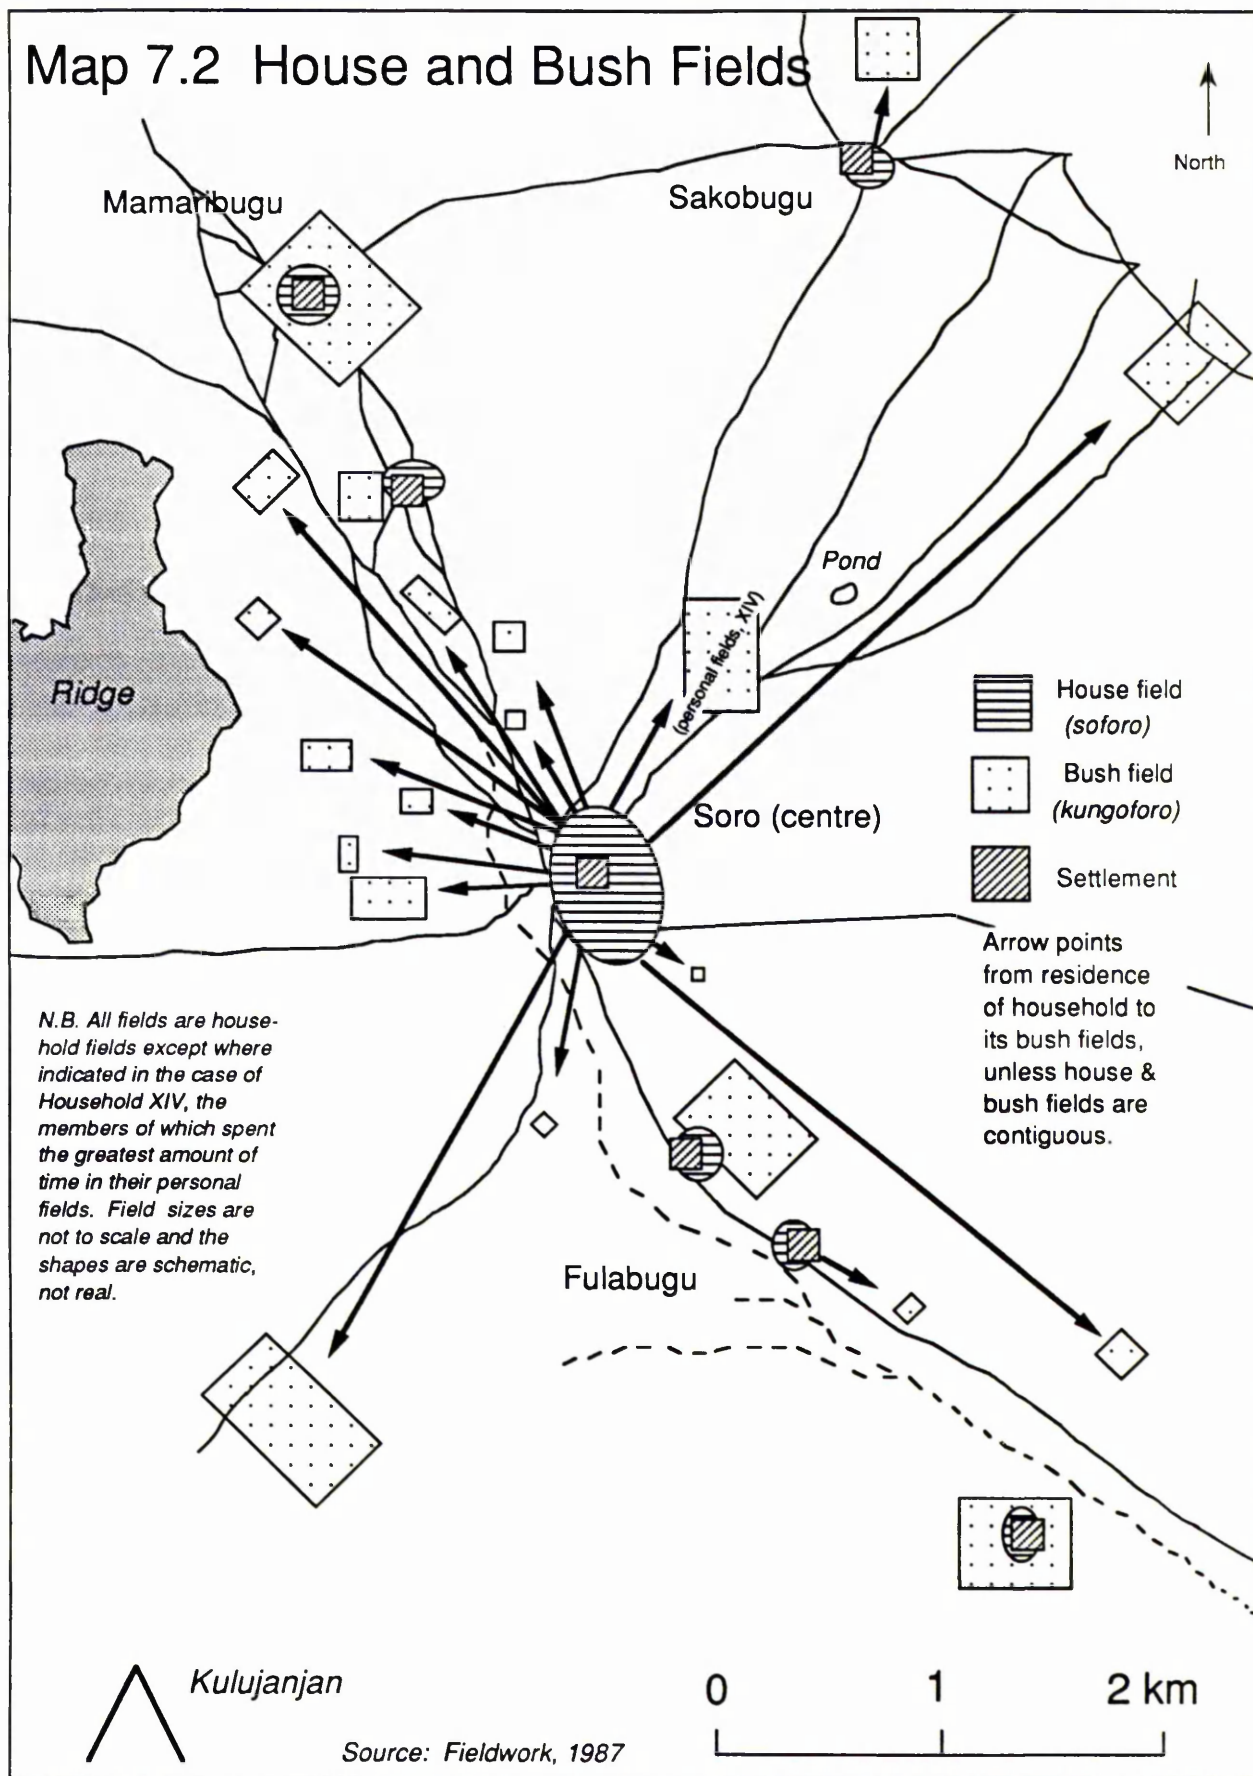 Map 7.2 House and Bush Fields
North
Mamaribugu
Sakobugu
Pond
(personal fields, XIV)
Ridge
House field
(soforo)
Bush field
(kungoforo)
Soro (centre)
Settlement
Arrow points
from residence
of household to
its bush fields,
unless house &
bush fields are
contiguous.
N.B. All fields are house-
hold fields except where
indicated in the case of
Household XIV, the
members of which spent
the greatest amount of
time in their personal
fields. Field sizes are
not to scale and the
shapes are schematic,
not real.
Fulabugu
Kulujanjan
0 1 2 km
Source: Fieldwork, 1987